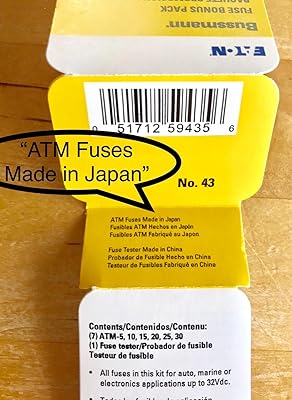 PAQUETE PROMOCIONAL
FUSE BONUS PACK
Bussmann
EATON
0 51712 59435 6
No. 43
“ATM Fuses
Made in Japan”
ATM Fuses Made in Japan
Fusibles ATM Hechos en Japón
Fusibles ATM Fabriqué au Japon
Fuse Tester Made in China
Probador de Fusible Hecho en China
Testeur de Fusibles Fabriqué en China
Contents/Contenidos/Contenu:
(7) ATM-5, 10, 15, 20, 25, 30
(1) Fuse tester/Probador de fusible
Testeur de fusible
• All fuses in this kit for auto, marine or
electronics applications up to 32Vdc.